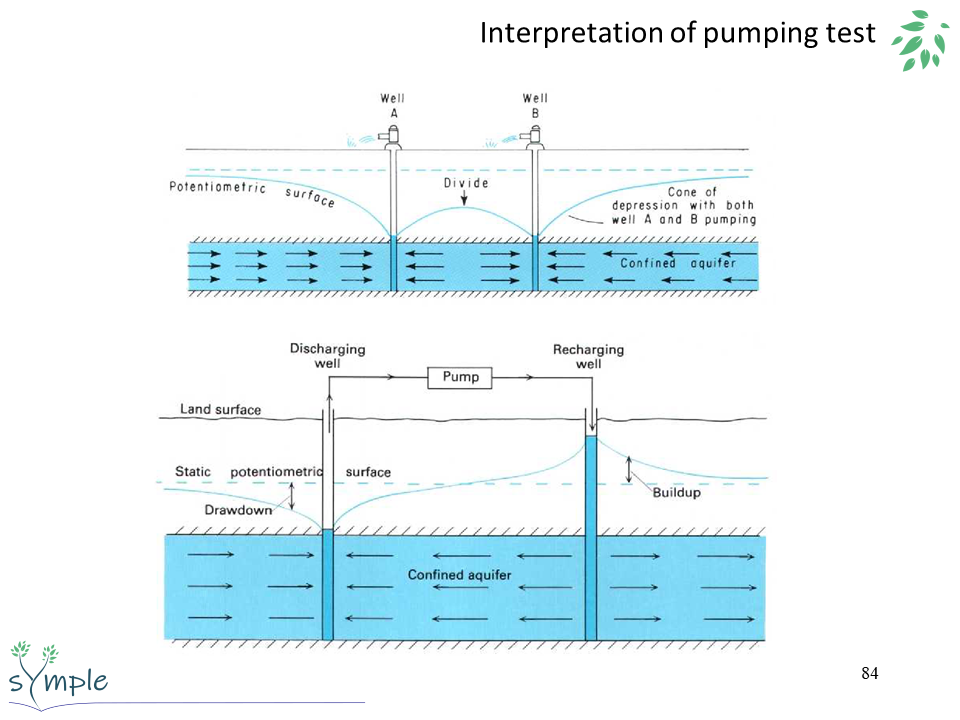 Interpretation of pumping test
Well
A
Well
B
Potentiometric surface
Divide
Cone of
depression with both
well A and B pumping
Confined aquifer
Discharging
well
Recharging
well
Pump
Land surface
Static potentiometric surface
Drawdown
Buildup
Confined aquifer
sYmple
84